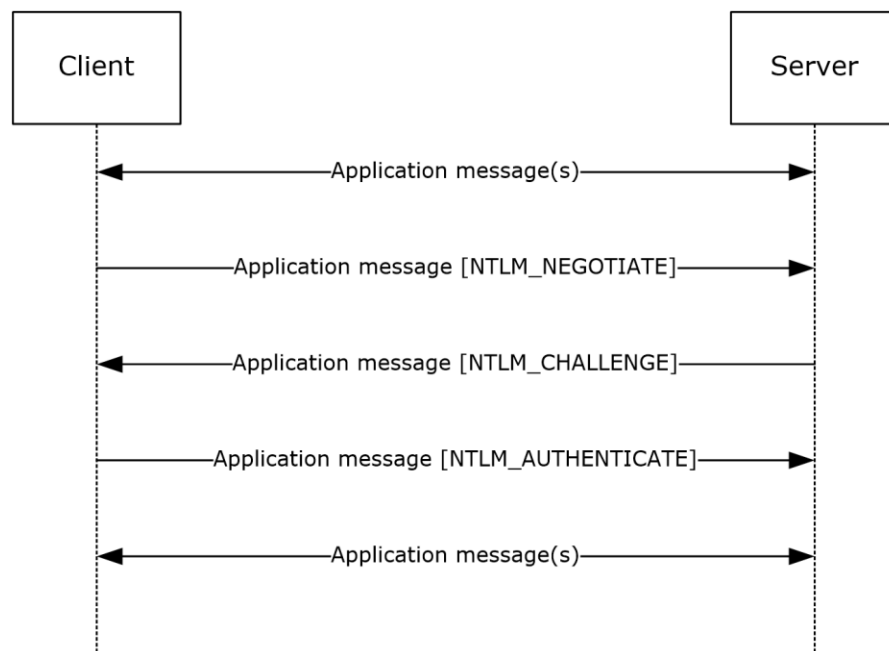 Client
Server
Application message(s)
Application message [NTLM_NEGOTIATE]
Application message [NTLM_CHALLENGE]
Application message [NTLM_AUTHENTICATE]
Application message(s)